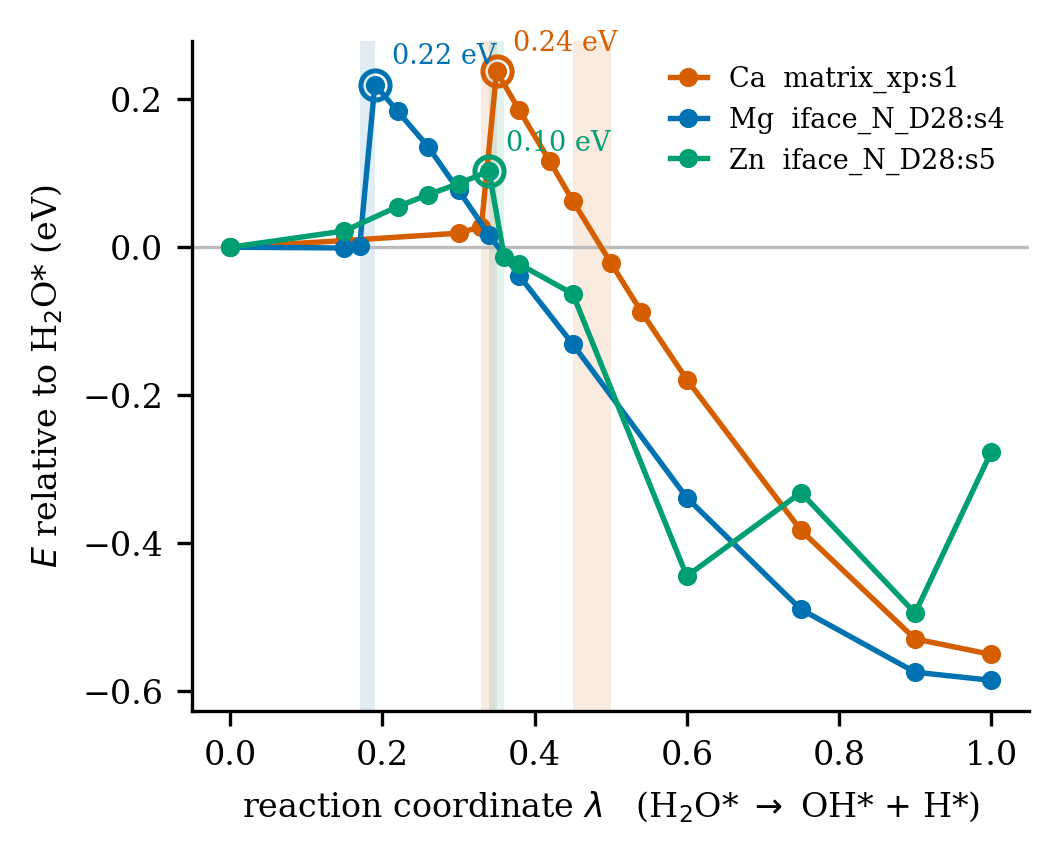 0.24 eV
0.22 eV
0.10 eV
Ca matrix_xp:s1
Mg iface_N_D28:s4
Zn iface_N_D28:s5
E relative to H₂O* (eV)
0.2
0.0
−0.2
−0.4
−0.6
0.0 0.2 0.4 0.6 0.8 1.0
reaction coordinate λ (H₂O* → OH* + H*)